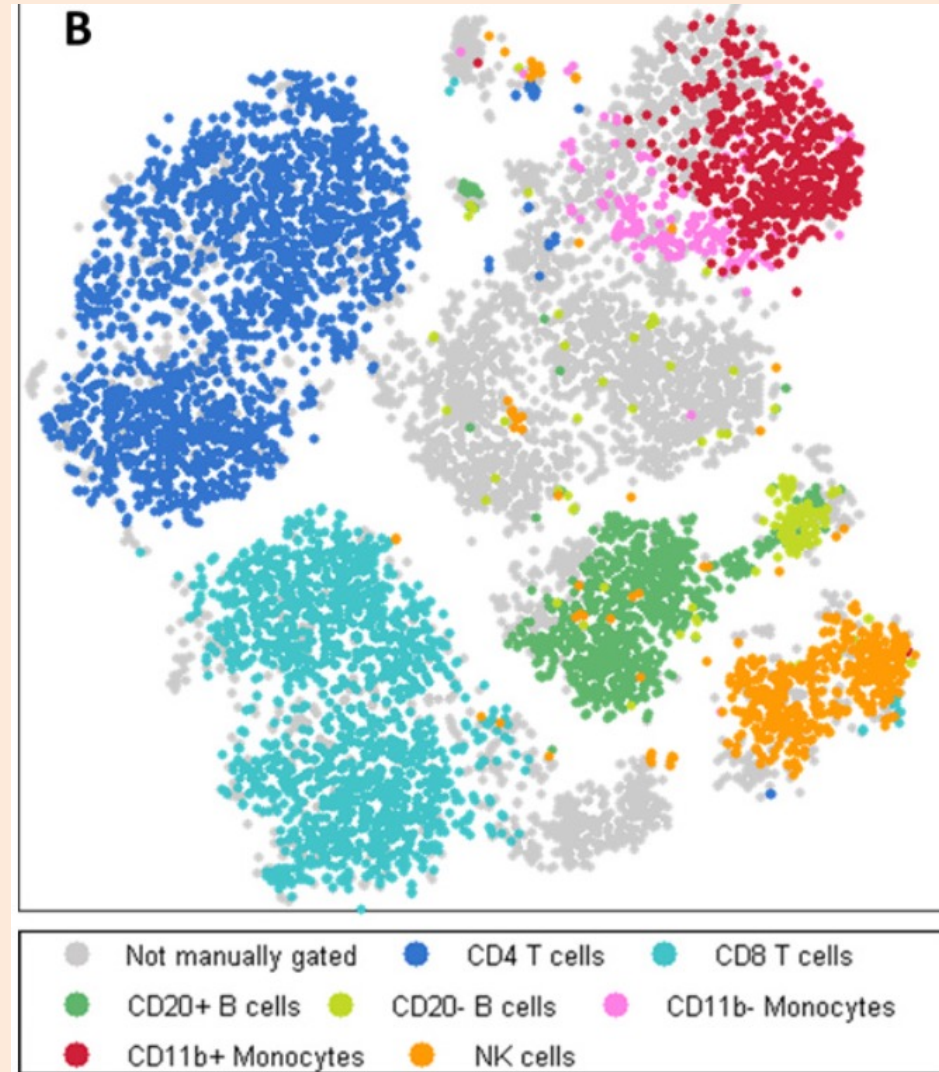 B
Not manually gated CD4 T cells CD8 T cells
CD20+ B cells CD20- B cells CD11b- Monocytes
CD11b+ Monocytes NK cells